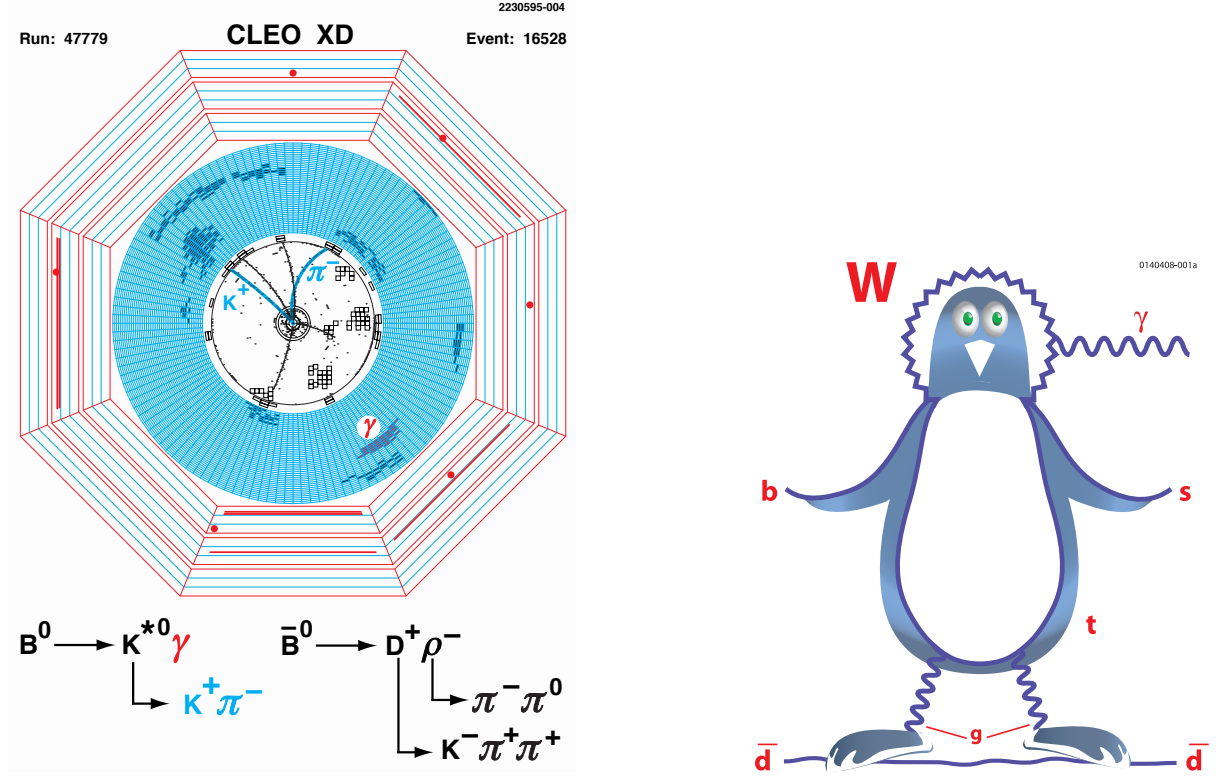 2230595-004
Run: 47779 CLEO XD Event: 16528
π−
K+
γ
B0 → K*0γ B̄0 → D+ρ−
K+π− π−π0
K−π+π+
0140408-001a
W
γ
b s
t
g
d̄ d̄